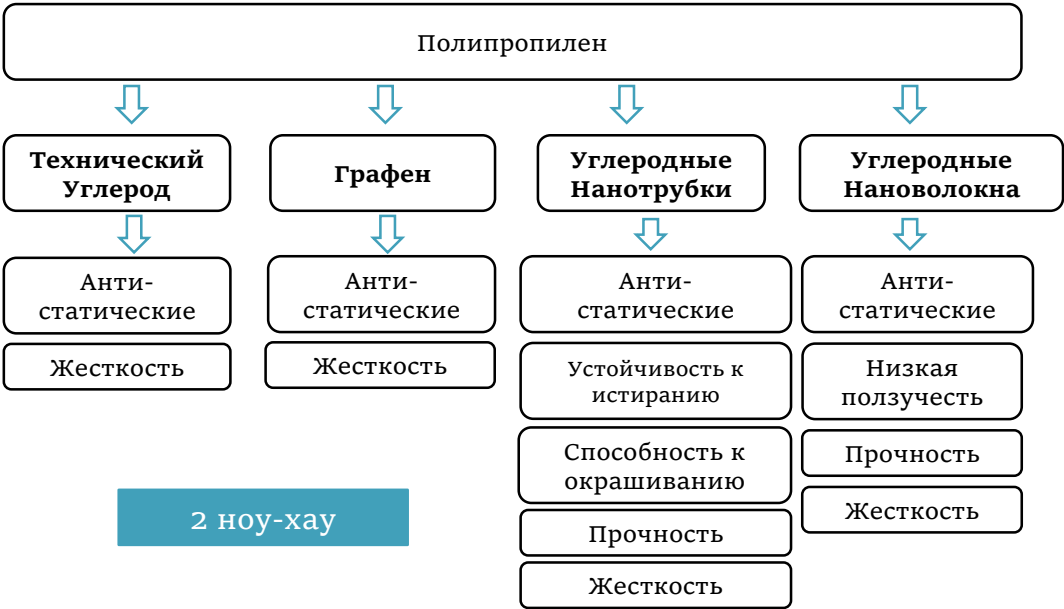 Полипропилен
Технический
Углерод
Графен
Углеродные
Нанотрубки
Углеродные
Нановолокна
Анти-
статические
Анти-
статические
Анти-
статические
Анти-
статические
Жесткость
Жесткость
Устойчивость к
истиранию
Низкая
ползучесть
Способность к
окрашиванию
Прочность
Жесткость
Прочность
Жесткость
2 ноу-хау